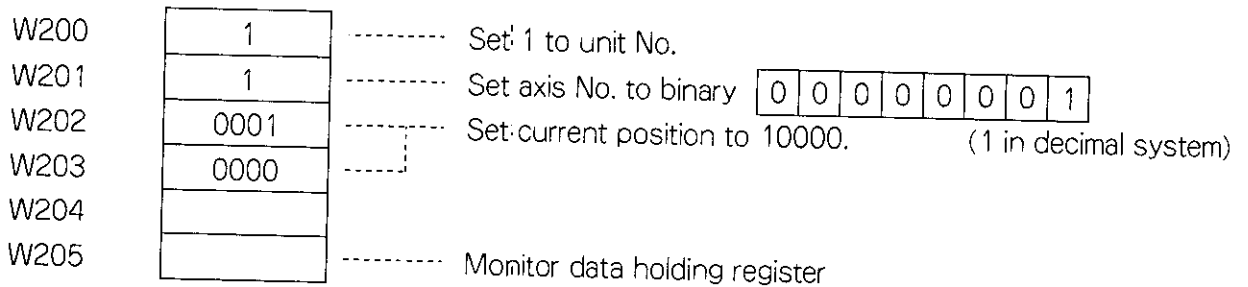 W200 1 Set 1 to unit No.
W201 1 Set axis No. to binary 0 0 0 0 0 0 0 1
W202 0001 Set current position to 10000. (1 in decimal system)
W203 0000
W204
W205 Monitor data holding register